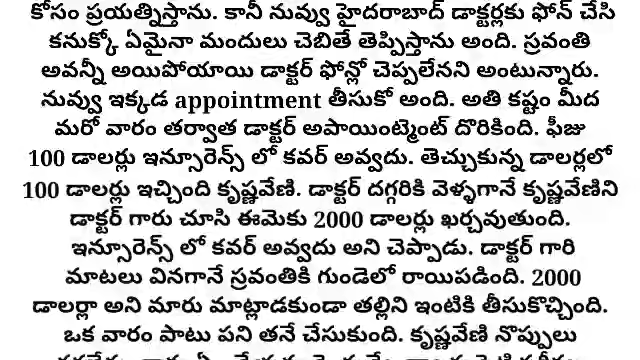 కోసం ప్రయత్నిస్తాను. కానీ నువ్వు హైదరాబాద్ డాక్టర్లకు ఫోన్ చేసి
కనుక్కో ఏమైనా మందులు చెబితే తెప్పిస్తాను అంది. స్రవంతి
అవన్నీ అయిపోయాయి డాక్టర్ ఫోన్లో చెప్పలేనని అంటున్నారు.
నువ్వు ఇక్కడ appointment తీసుకో అంది. అతి కష్టం మీద
మరో వారం తర్వాత డాక్టర్ అపాయింట్మెంట్ దొరికింది. ఫీజు
100 డాలర్లు ఇన్సూరెన్స్ లో కవర్ అవ్వదు. తెచ్చుకున్న డాలర్లలో
100 డాలర్లు ఇచ్చింది కృష్ణవేణి. డాక్టర్ దగ్గరికి వెళ్ళగానే కృష్ణవేణిని
డాక్టర్ గారు చూసి ఈమెకు 2000 డాలర్లు ఖర్చవుతుంది.
ఇన్సూరెన్స్ లో కవర్ అవ్వదు అని చెప్పాడు. డాక్టర్ గారి
మాటలు వినగానే స్రవంతికి గుండెలో రాయిపడింది. 2000
డాలర్లా అని మారు మాట్లాడకుండా తల్లిని ఇంటికి తీసుకొచ్చింది.
ఒక వారం పాటు పని తనే చేసుకుంది. కృష్ణవేణి నొప్పులు